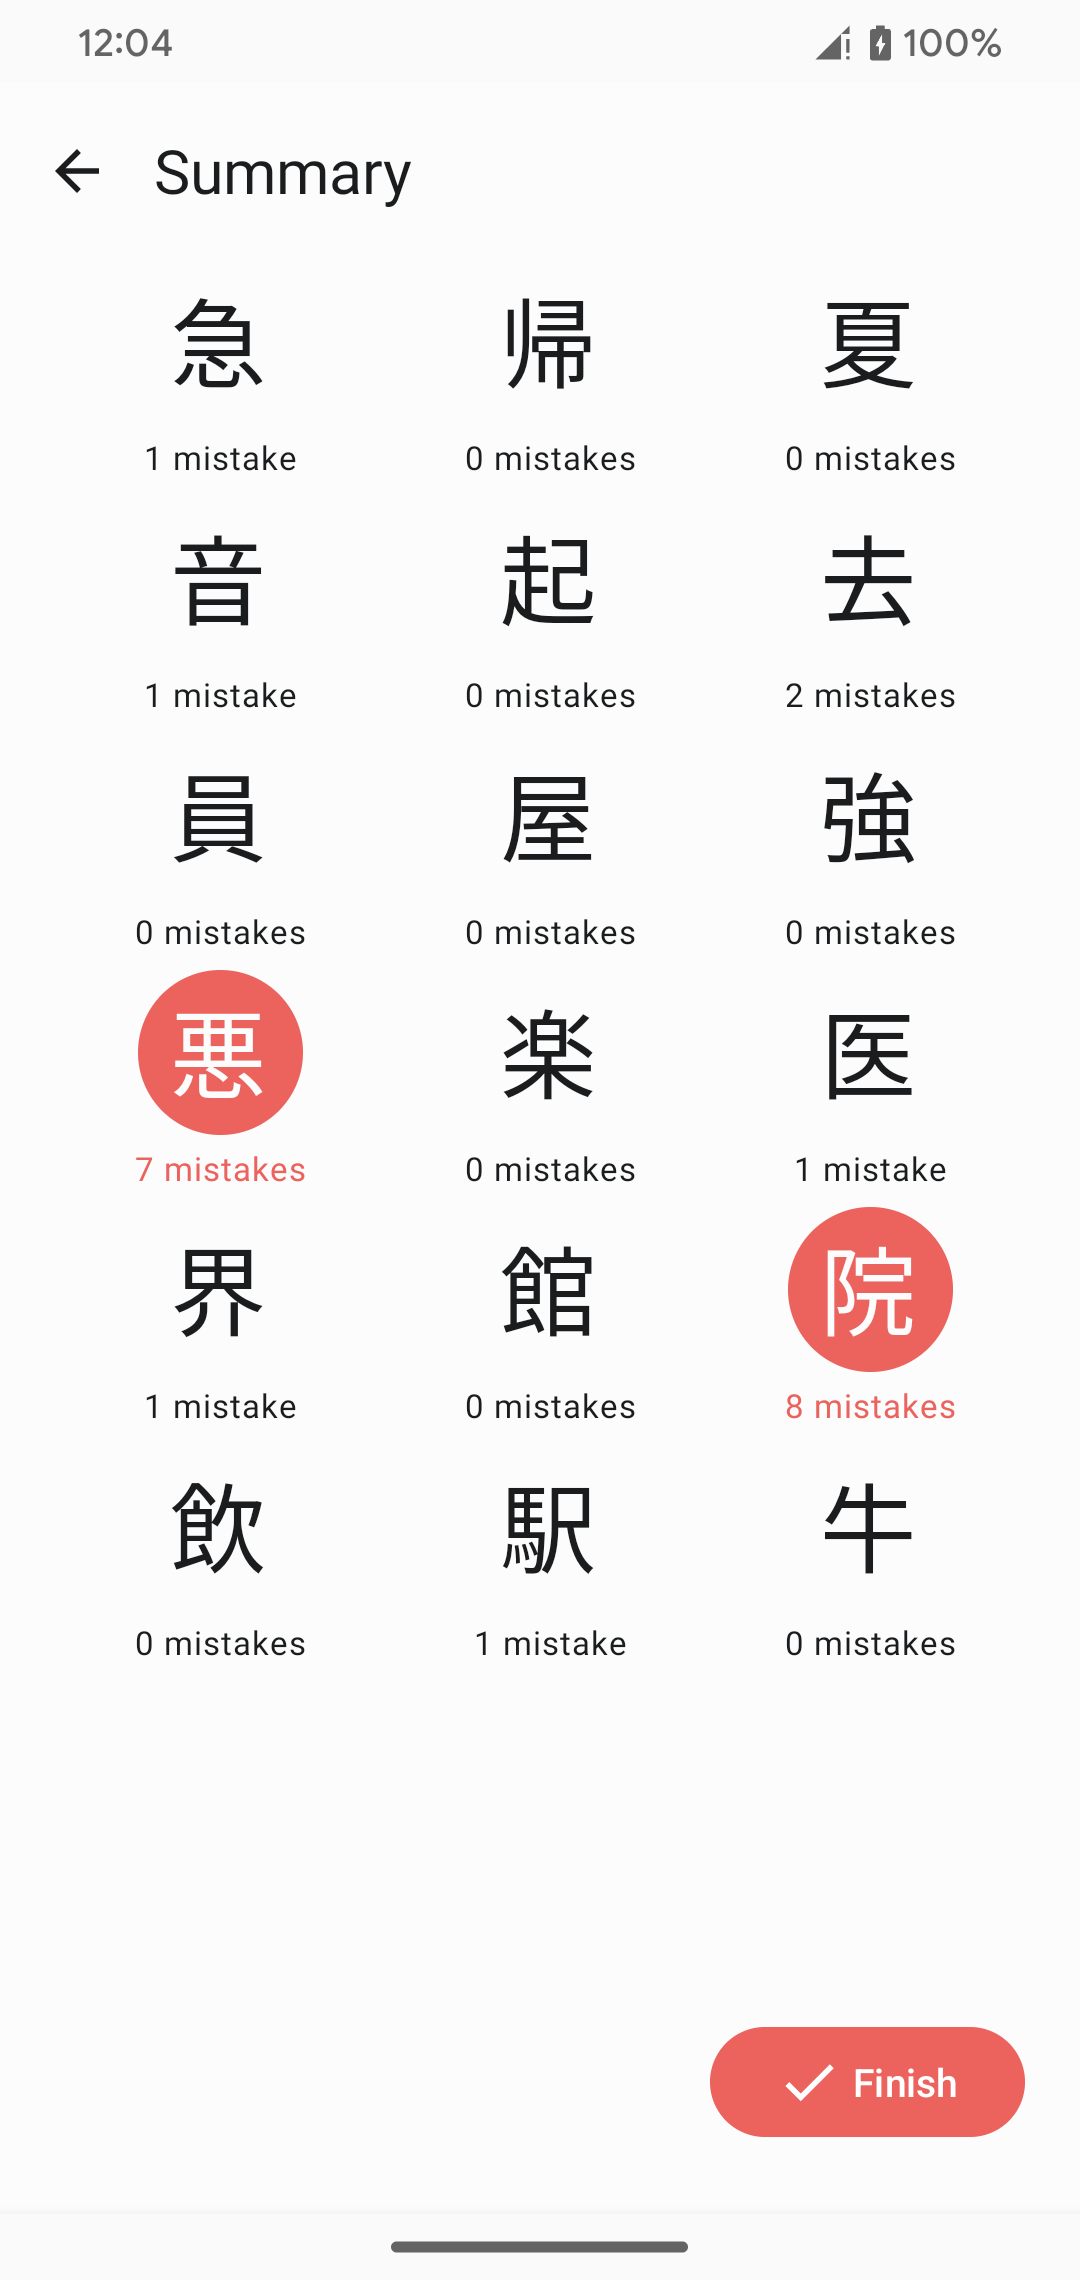 12:04 100%
Summary
急 帰 夏
1 mistake 0 mistakes 0 mistakes
音 起 去
1 mistake 0 mistakes 2 mistakes
員 屋 強
0 mistakes 0 mistakes 0 mistakes
悪 楽 医
7 mistakes 0 mistakes 1 mistake
界 館 院
1 mistake 0 mistakes 8 mistakes
飲 駅 牛
0 mistakes 1 mistake 0 mistakes
Finish